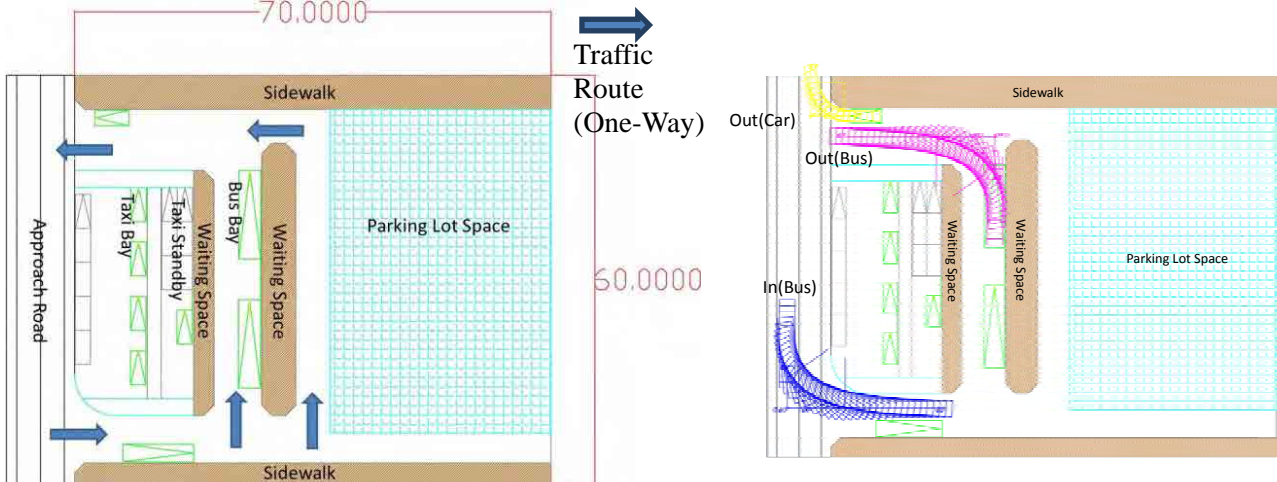 70.0000
Traffic
Route
(One-Way)
Sidewalk
Approach Road
Taxi Bay
Taxi Standby
Waiting Space
Bus Bay
Waiting Space
Parking Lot Space
60.0000
Sidewalk
Sidewalk
Out(Car)
Out(Bus)
Waiting Space
Waiting Space
Parking Lot Space
In(Bus)